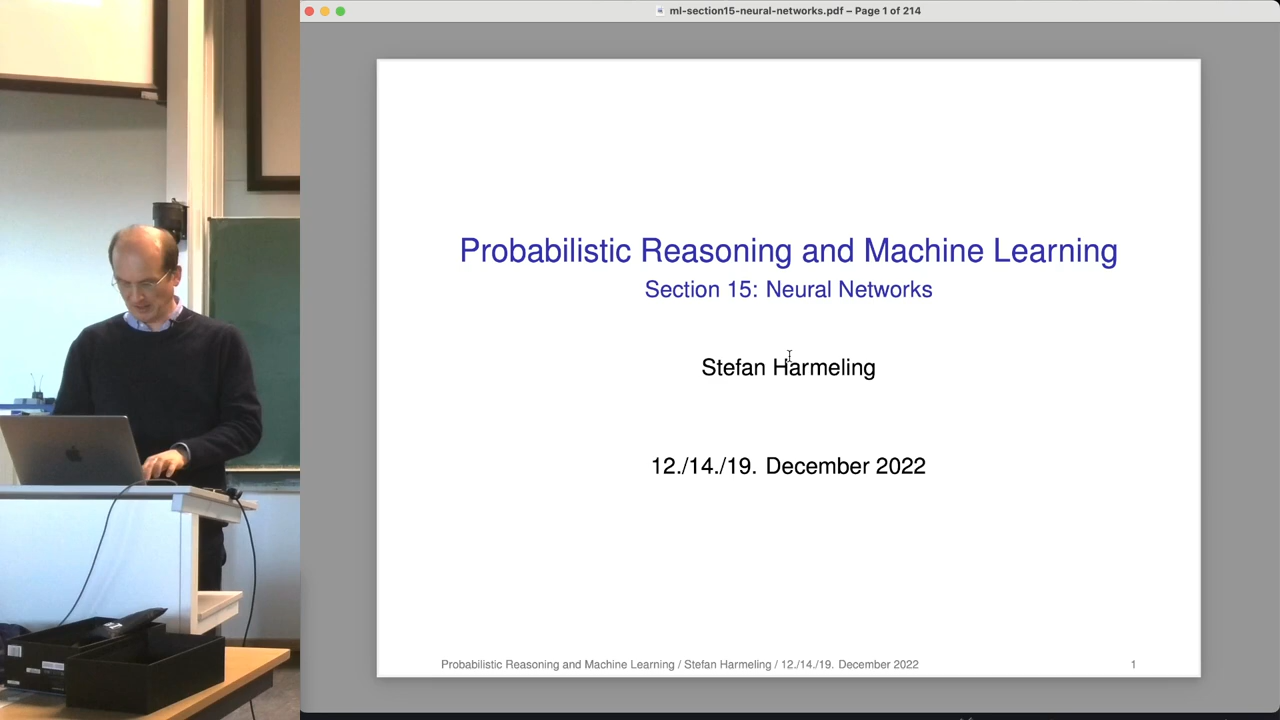 ml-section15-neural-networks.pdf – Page 1 of 214
Probabilistic Reasoning and Machine Learning
Section 15: Neural Networks
Stefan Harmeling
12./14./19. December 2022
Probabilistic Reasoning and Machine Learning / Stefan Harmeling / 12./14./19. December 2022
1